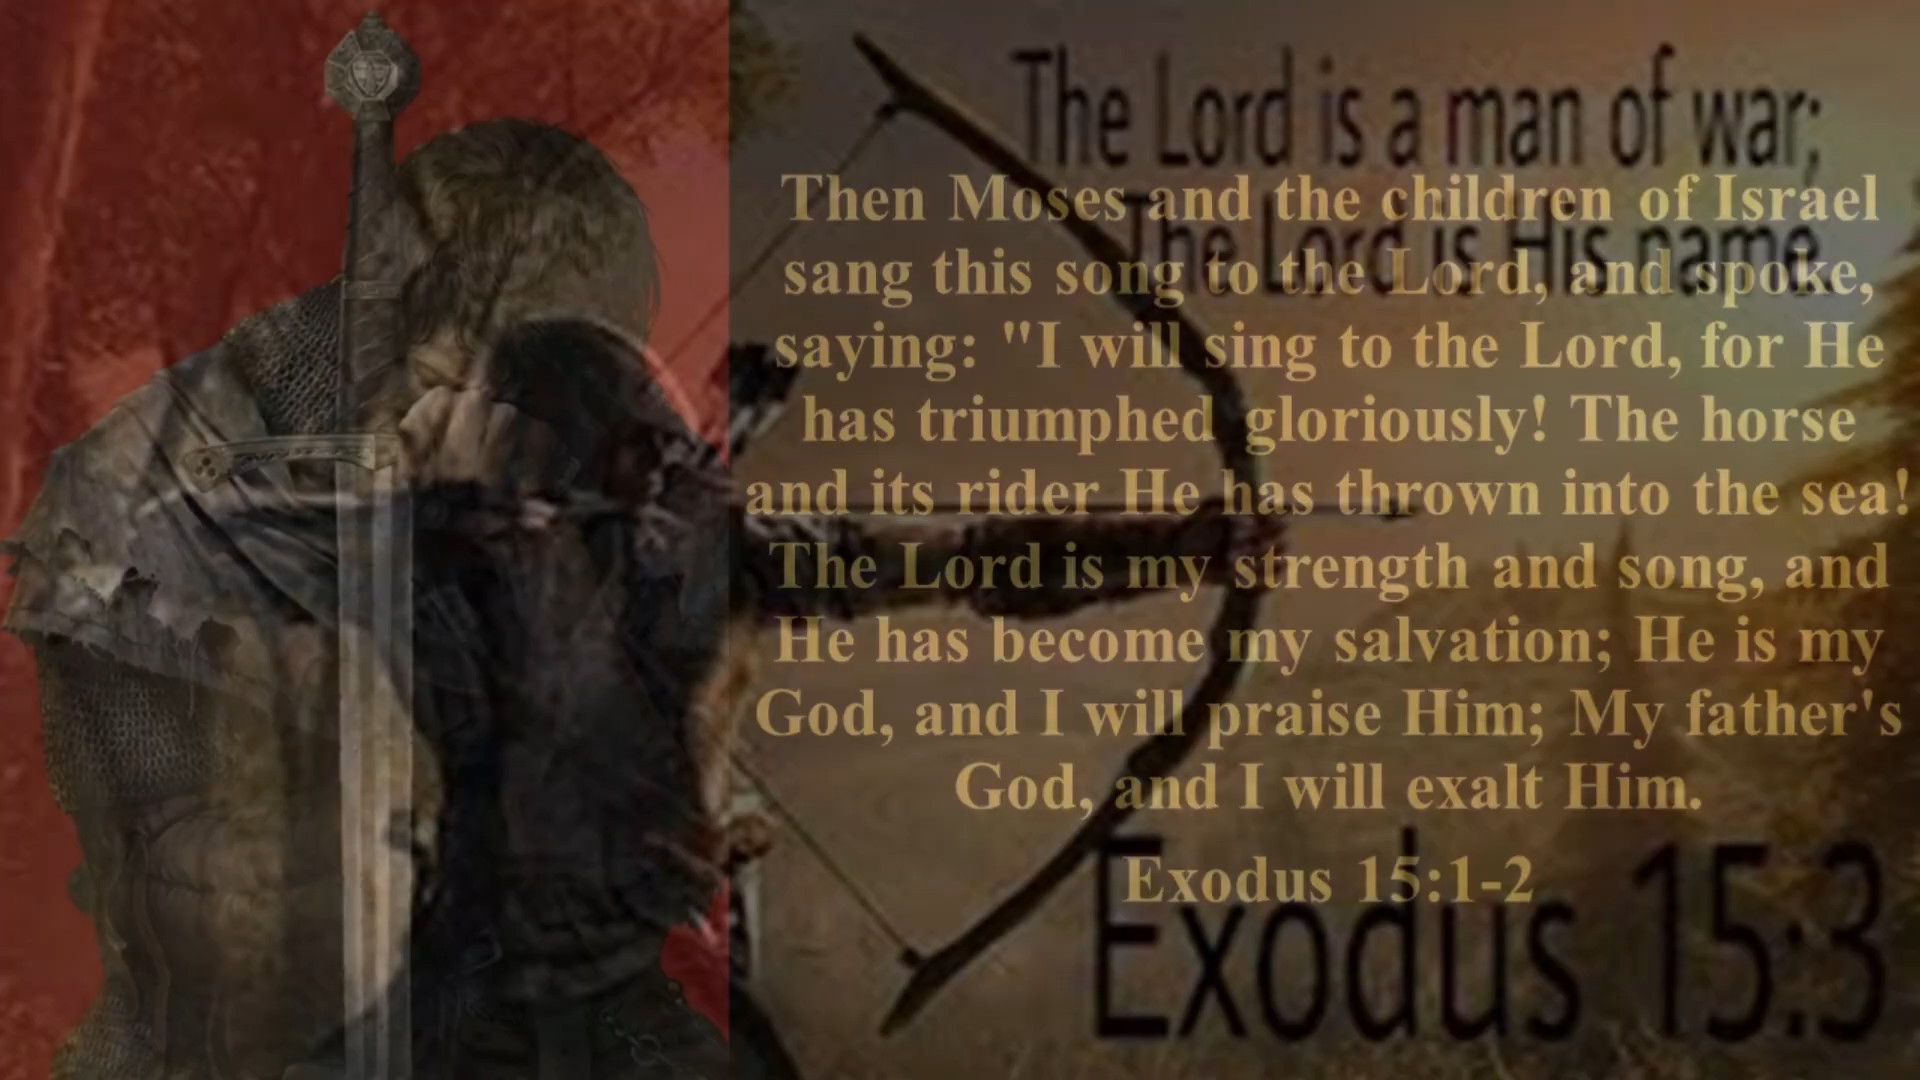 The Lord is a man of war;
The Lord is His name.
Then Moses and the children of Israel
sang this song to the Lord, and spoke,
saying: "I will sing to the Lord, for He
has triumphed gloriously! The horse
and its rider He has thrown into the sea!
The Lord is my strength and song, and
He has become my salvation; He is my
God, and I will praise Him; My father's
God, and I will exalt Him.
Exodus 15:1-2
Exodus 15:3